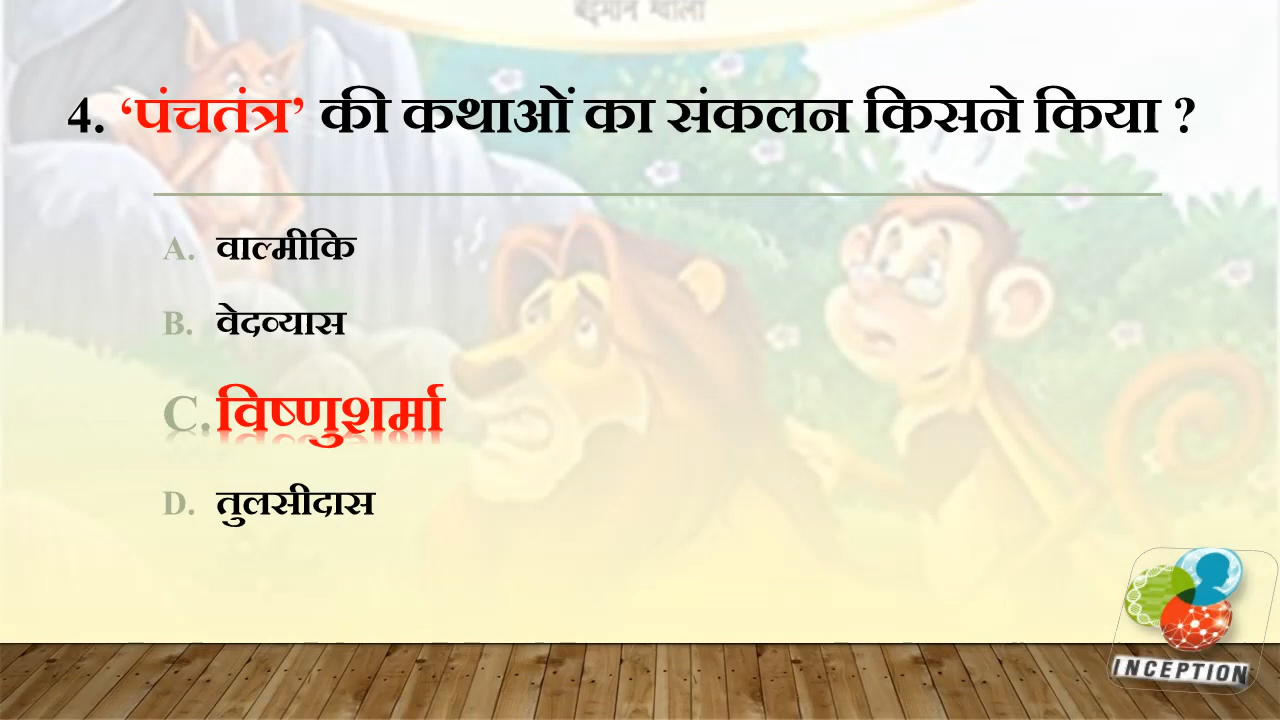 4. ‘पंचतंत्र’ की कथाओं का संकलन किसने किया ?
A. वाल्मीकि
B. वेदव्यास
C. विष्णुशर्मा
D. तुलसीदास
INCEPTION